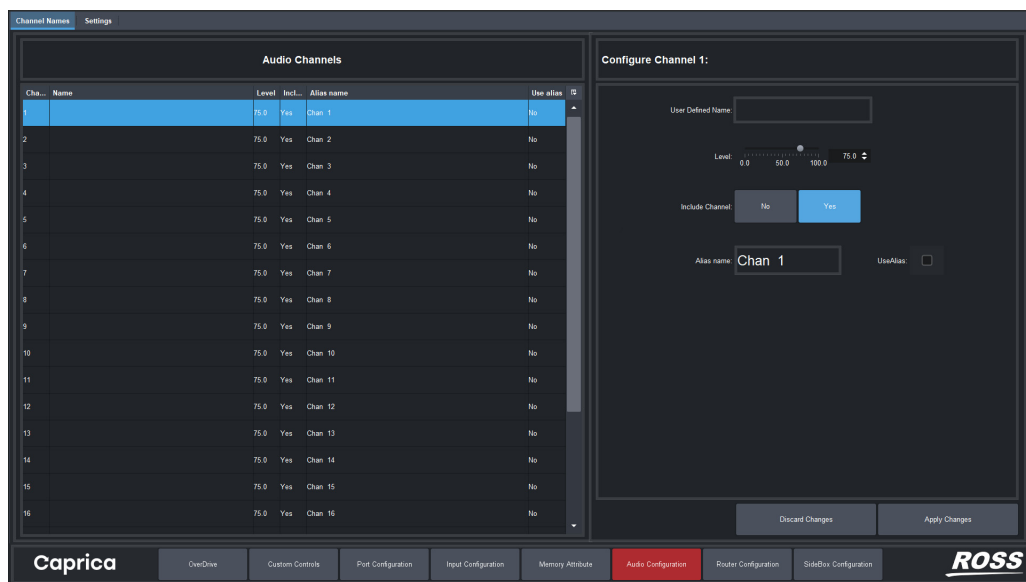 Channel Names Settings
Audio Channels
Configure Channel 1:
Cha... Name Level Incl... Alias name Use alias
1 75.0 Yes Chan 1 No
2 75.0 Yes Chan 2 No
3 75.0 Yes Chan 3 No
4 75.0 Yes Chan 4 No
5 75.0 Yes Chan 5 No
6 75.0 Yes Chan 6 No
7 75.0 Yes Chan 7 No
8 75.0 Yes Chan 8 No
9 75.0 Yes Chan 9 No
10 75.0 Yes Chan 10 No
11 75.0 Yes Chan 11 No
12 75.0 Yes Chan 12 No
13 75.0 Yes Chan 13 No
14 75.0 Yes Chan 14 No
15 75.0 Yes Chan 15 No
16 75.0 Yes Chan 16 No
User Defined Name:
Level: 75.0
0.0 50.0 100.0
Include Channel: No Yes
Alias name: Chan 1 UseAlias:
Discard Changes Apply Changes
Caprica OverDrive Custom Controls Port Configuration Input Configuration Memory Attribute Audio Configuration Router Configuration SideBox Configuration ROSS